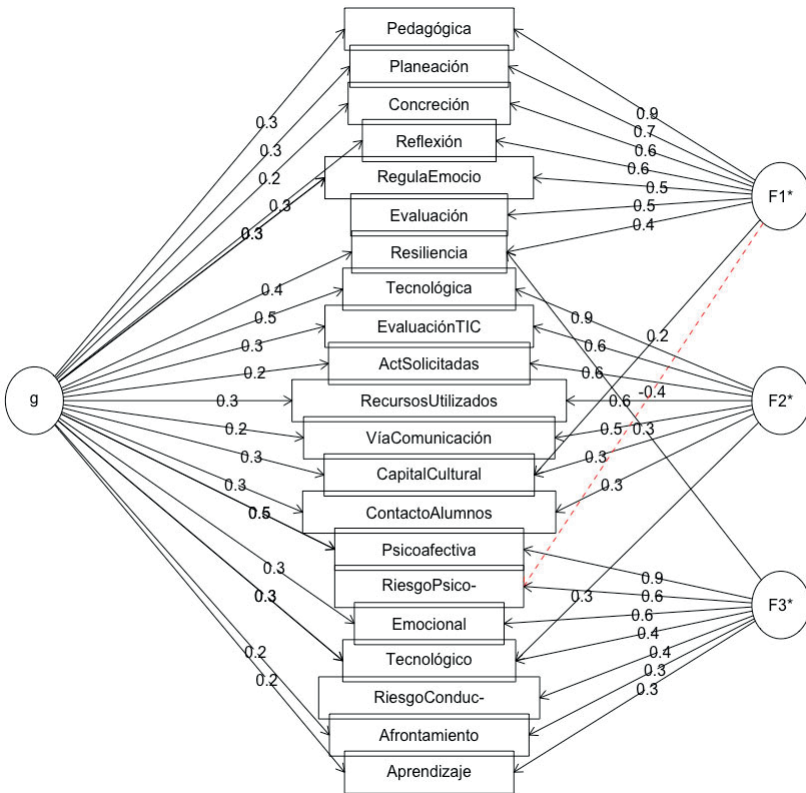 g
0.3
0.3
0.2
0.3
0.3
0.4
0.5
0.3
0.2
0.3
0.2
0.3
0.3
0.5
0.3
0.3
0.2
0.2
Pedagógica
Planeación
Concreción
Reflexión
RegulaEmocio
Evaluación
Resiliencia
Tecnológica
EvaluaciónTIC
ActSolicitadas
RecursosUtilizados
VíaComunicación
CapitalCultural
ContactoAlumnos
Psicoafectiva
RiesgoPsico-
Emocional
Tecnológico
RiesgoConduc-
Afrontamiento
Aprendizaje
0.9
0.7
0.6
0.6
0.5
0.5
0.4
0.9
0.2
0.6
0.6
-0.4
0.6
0.5
0.3
0.3
0.3
0.9
0.6
0.3
0.6
0.4
0.4
0.3
0.3
F1*
F2*
F3*